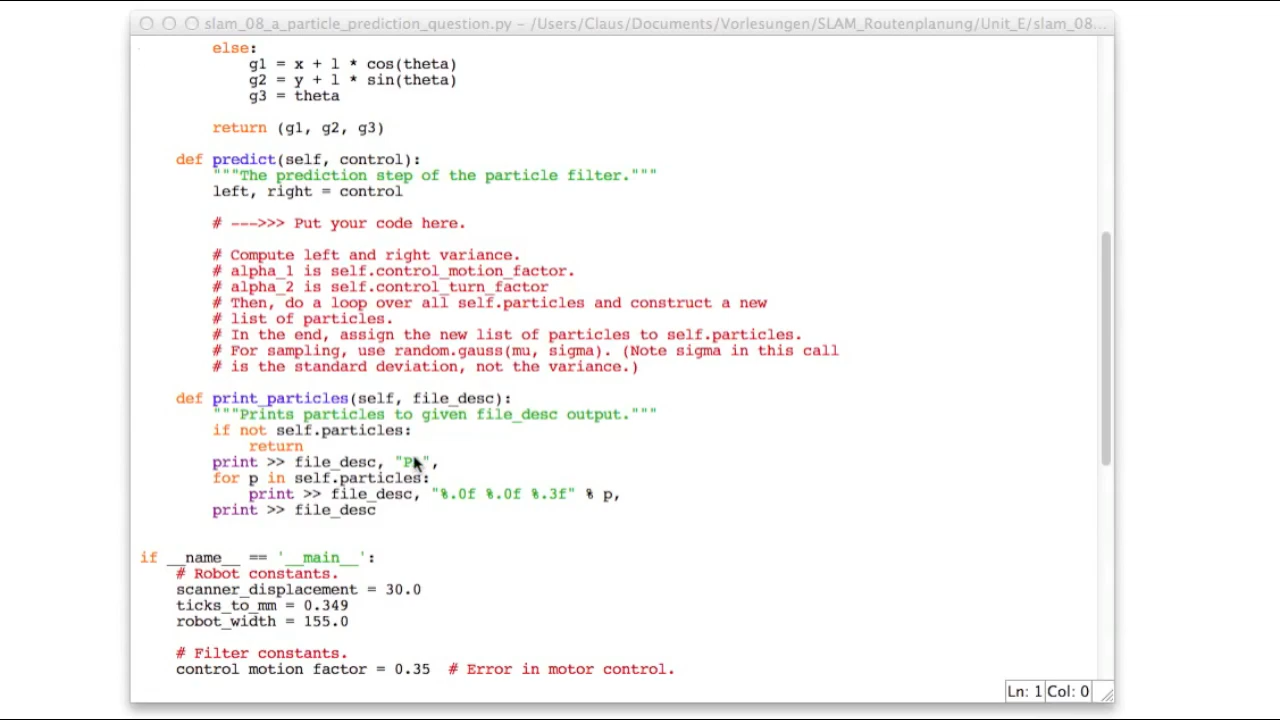 slam_08_a_particle_prediction_question.py – /Users/Claus/Documents/Vorlesungen/SLAM_Routenplanung/Unit_E/slam_08...
else:
g1 = x + l * cos(theta)
g2 = y + l * sin(theta)
g3 = theta
return (g1, g2, g3)
def predict(self, control):
"""The prediction step of the particle filter."""
left, right = control
# --->>> Put your code here.
# Compute left and right variance.
# alpha_1 is self.control_motion_factor.
# alpha_2 is self.control_turn_factor
# Then, do a loop over all self.particles and construct a new
# list of particles.
# In the end, assign the new list of particles to self.particles.
# For sampling, use random.gauss(mu, sigma). (Note sigma in this call
# is the standard deviation, not the variance.)
def print_particles(self, file_desc):
"""Prints particles to given file_desc output."""
if not self.particles:
return
print >> file_desc,
for p in self.particles:
print >> file_desc, "%.0f %.0f %.3f" % p,
print >> file_desc
if __name__ == '__main__':
# Robot constants.
scanner_displacement = 30.0
ticks_to_mm = 0.349
robot_width = 155.0
# Filter constants.
control_motion_factor = 0.35 # Error in motor control.
Ln: 1 Col: 0